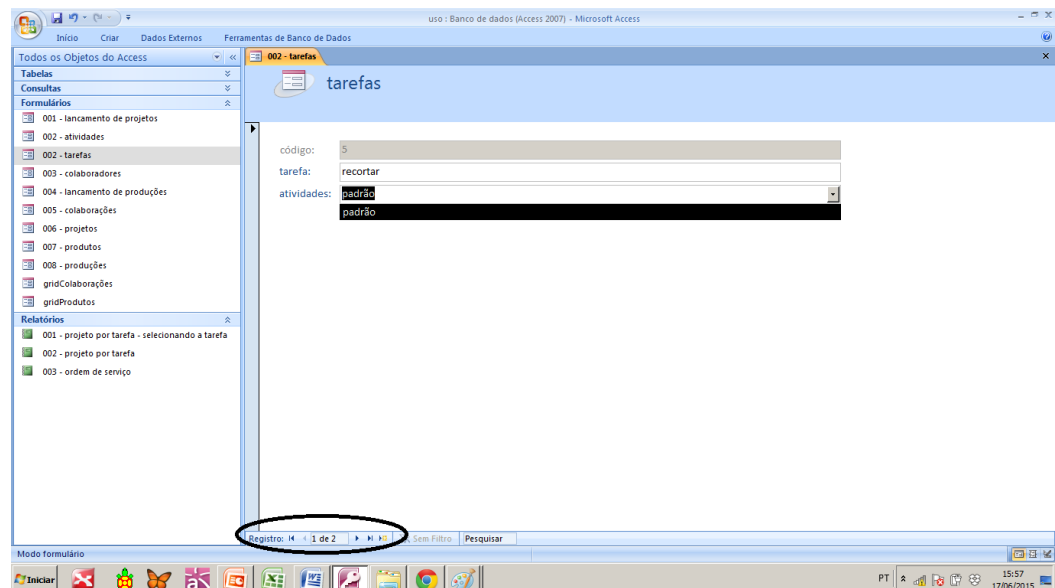 uso : Banco de dados (Access 2007) - Microsoft Access
Início Criar Dados Externos Ferramentas de Banco de Dados
Todos os Objetos do Access
002 - tarefas
Tabelas
Consultas
Formulários
001 - lancamento de projetos
002 - atividades
002 - tarefas
003 - colaboradores
004 - lancamento de produções
005 - colaborações
006 - projetos
007 - produtos
008 - produções
gridColaborações
gridProdutos
Relatórios
001 - projeto por tarefa - selecionando a tarefa
002 - projeto por tarefa
003 - ordem de serviço
tarefas
código: 5
tarefa: recortar
atividades: padrão
padrão
Registro: 1 de 2 Sem Filtro Pesquisar
Modo formulário
Iniciar
PT 15:57
17/06/2015